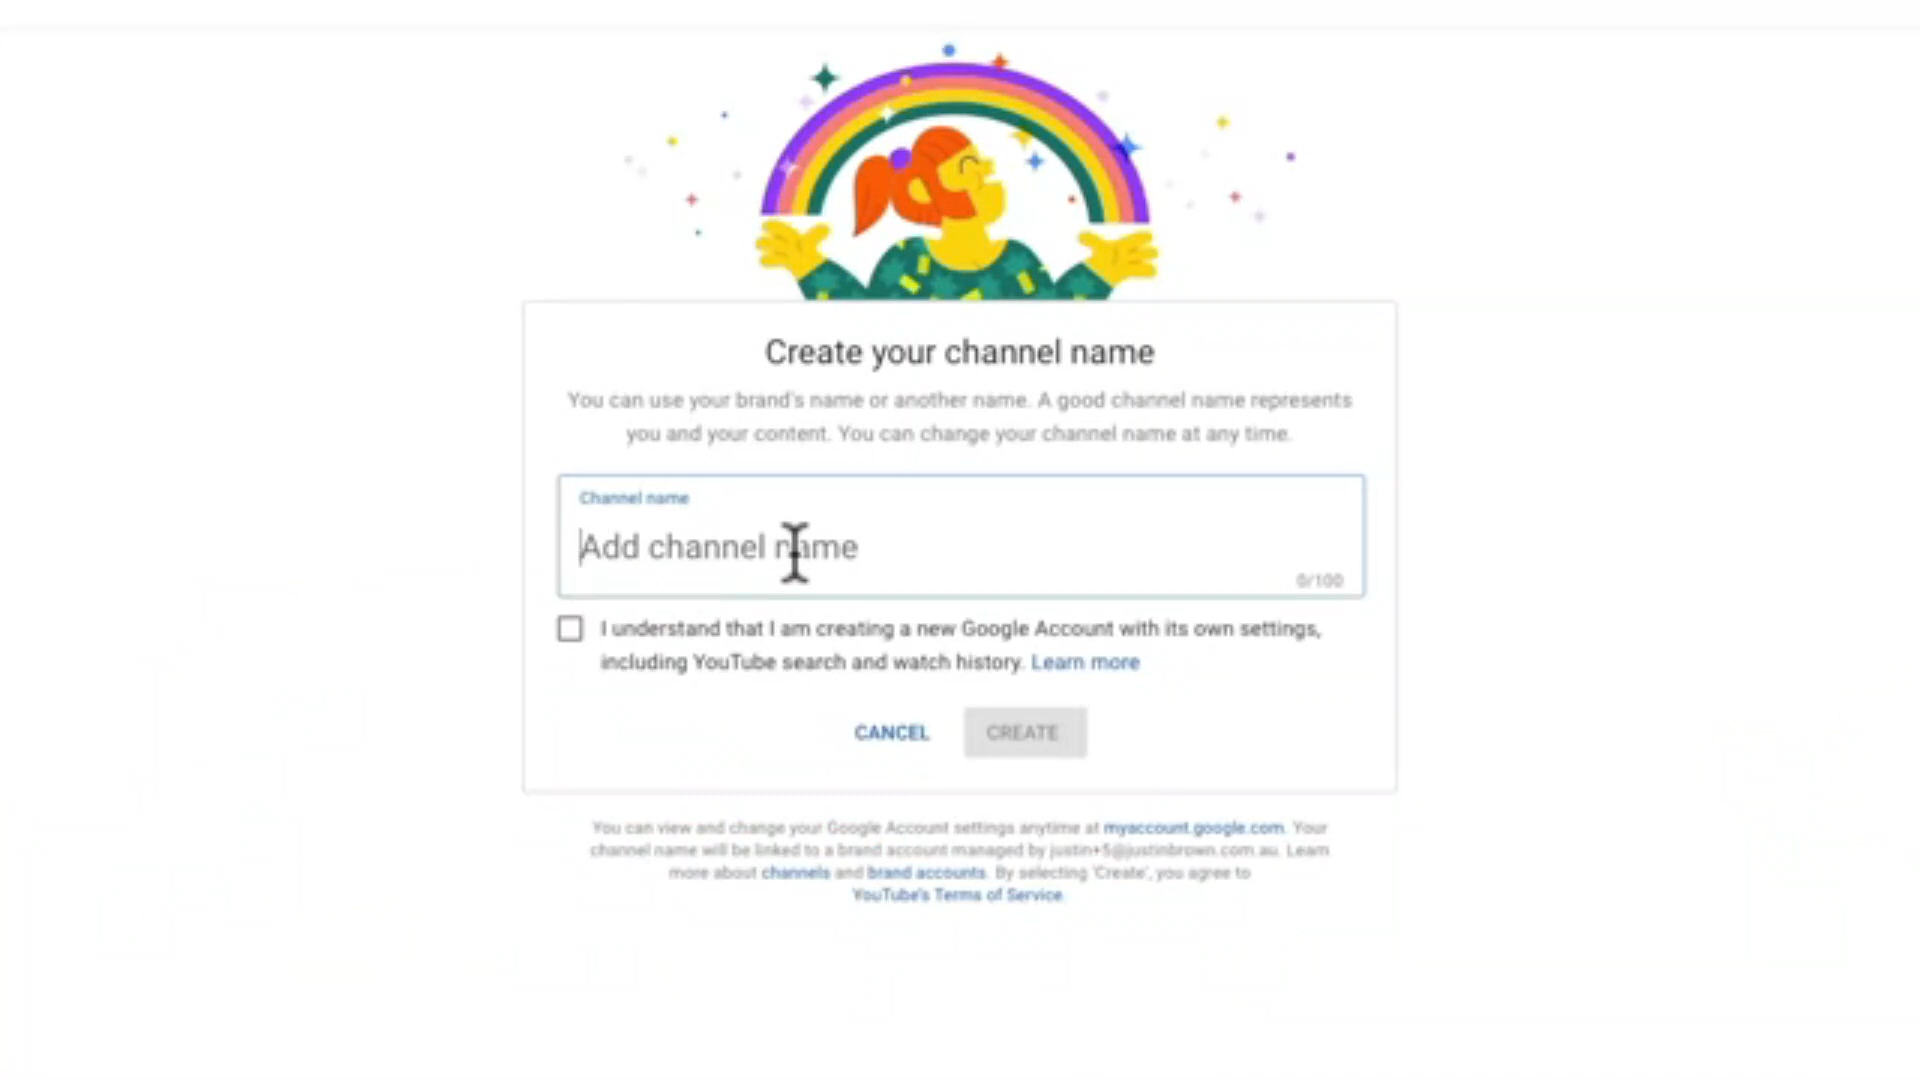 Create your channel name
You can use your brand's name or another name. A good channel name represents
you and your content. You can change your channel name at any time.
Channel name
Add channel name
0/100
I understand that I am creating a new Google Account with its own settings,
including YouTube search and watch history. Learn more
CANCEL
CREATE
You can view and change your Google Account settings anytime at myaccount.google.com. Your
channel name will be linked to a brand account managed by justin+5@justinbrown.com.au. Learn
more about channels and brand accounts. By selecting 'Create', you agree to
YouTube's Terms of Service.